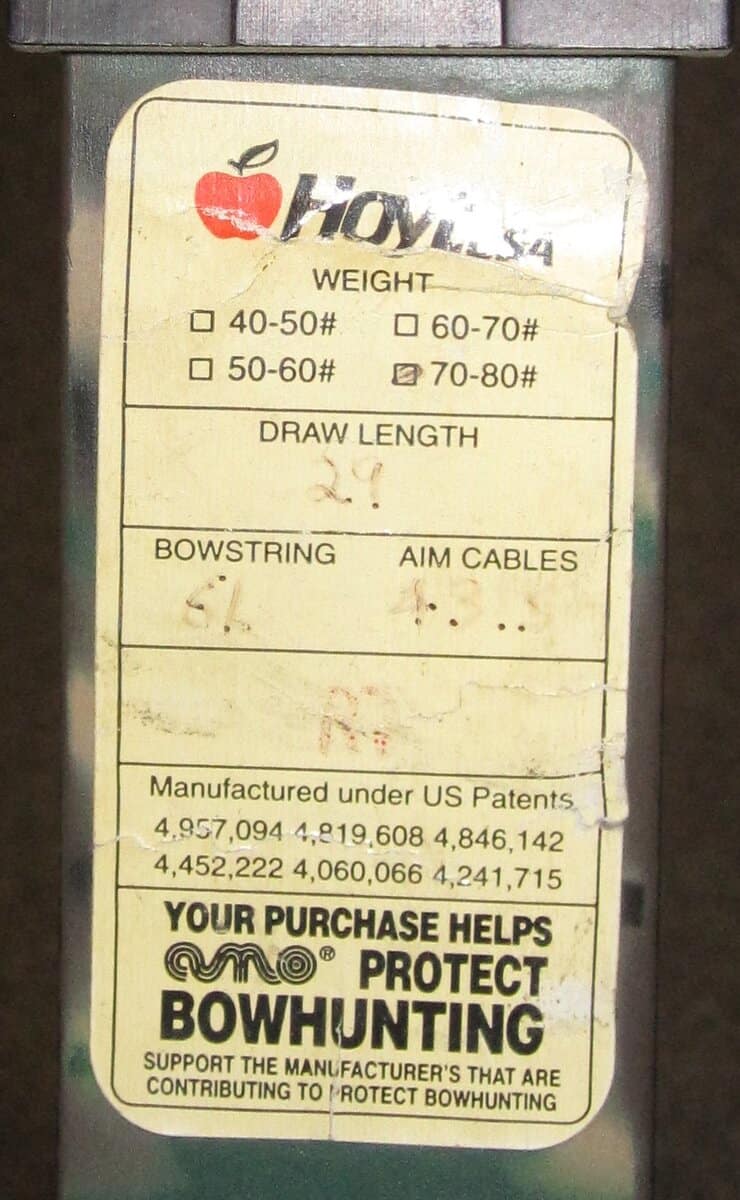 HOYT USA
WEIGHT
☐ 40-50# ☐ 60-70#
☐ 50-60# ☒ 70-80#
DRAW LENGTH
29
BOWSTRING AIM CABLES
Manufactured under US Patents
4,957,094 4,819,608 4,846,142
4,452,222 4,060,066 4,241,715
YOUR PURCHASE HELPS
AMO® PROTECT
BOWHUNTING
SUPPORT THE MANUFACTURER'S THAT ARE
CONTRIBUTING TO PROTECT BOWHUNTING